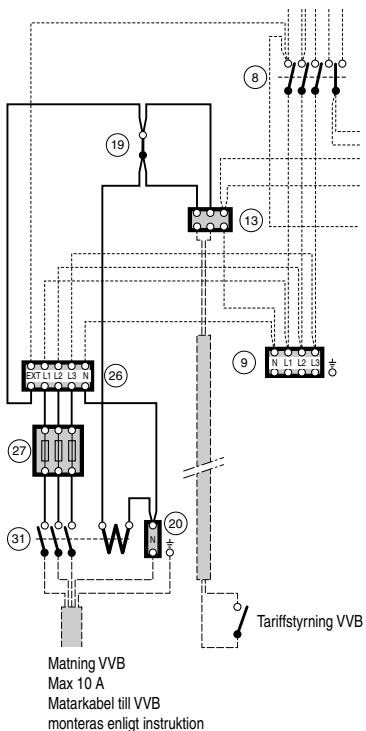 8
19
13
9
N L1 L2 L3
EXT L1 L2 L3 N
26
27
31
N
20
Tariffstyrning VVB
Matning VVB
Max 10 A
Matarkabel till VVB
monteras enligt instruktion